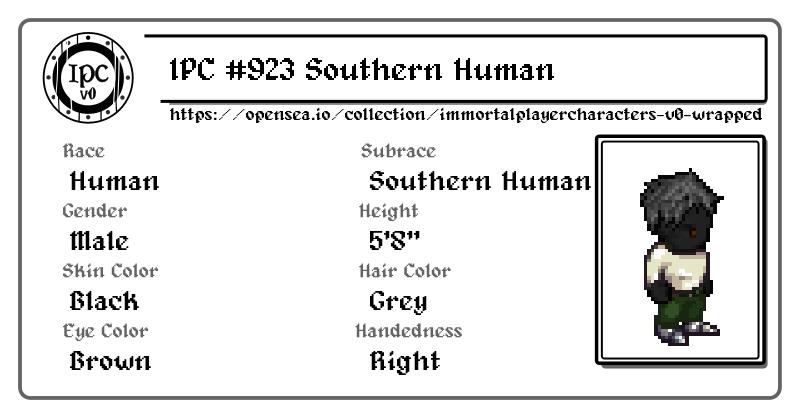 IPC
v0
IPC #923 Southern Human
https://opensea.io/collection/immortalplayercharacters-v0-wrapped
Race
Subrace
Human
Southern Human
Gender
Height
Male
5'8"
Skin Color
Hair Color
Black
Grey
Eye Color
Handedness
Brown
Right